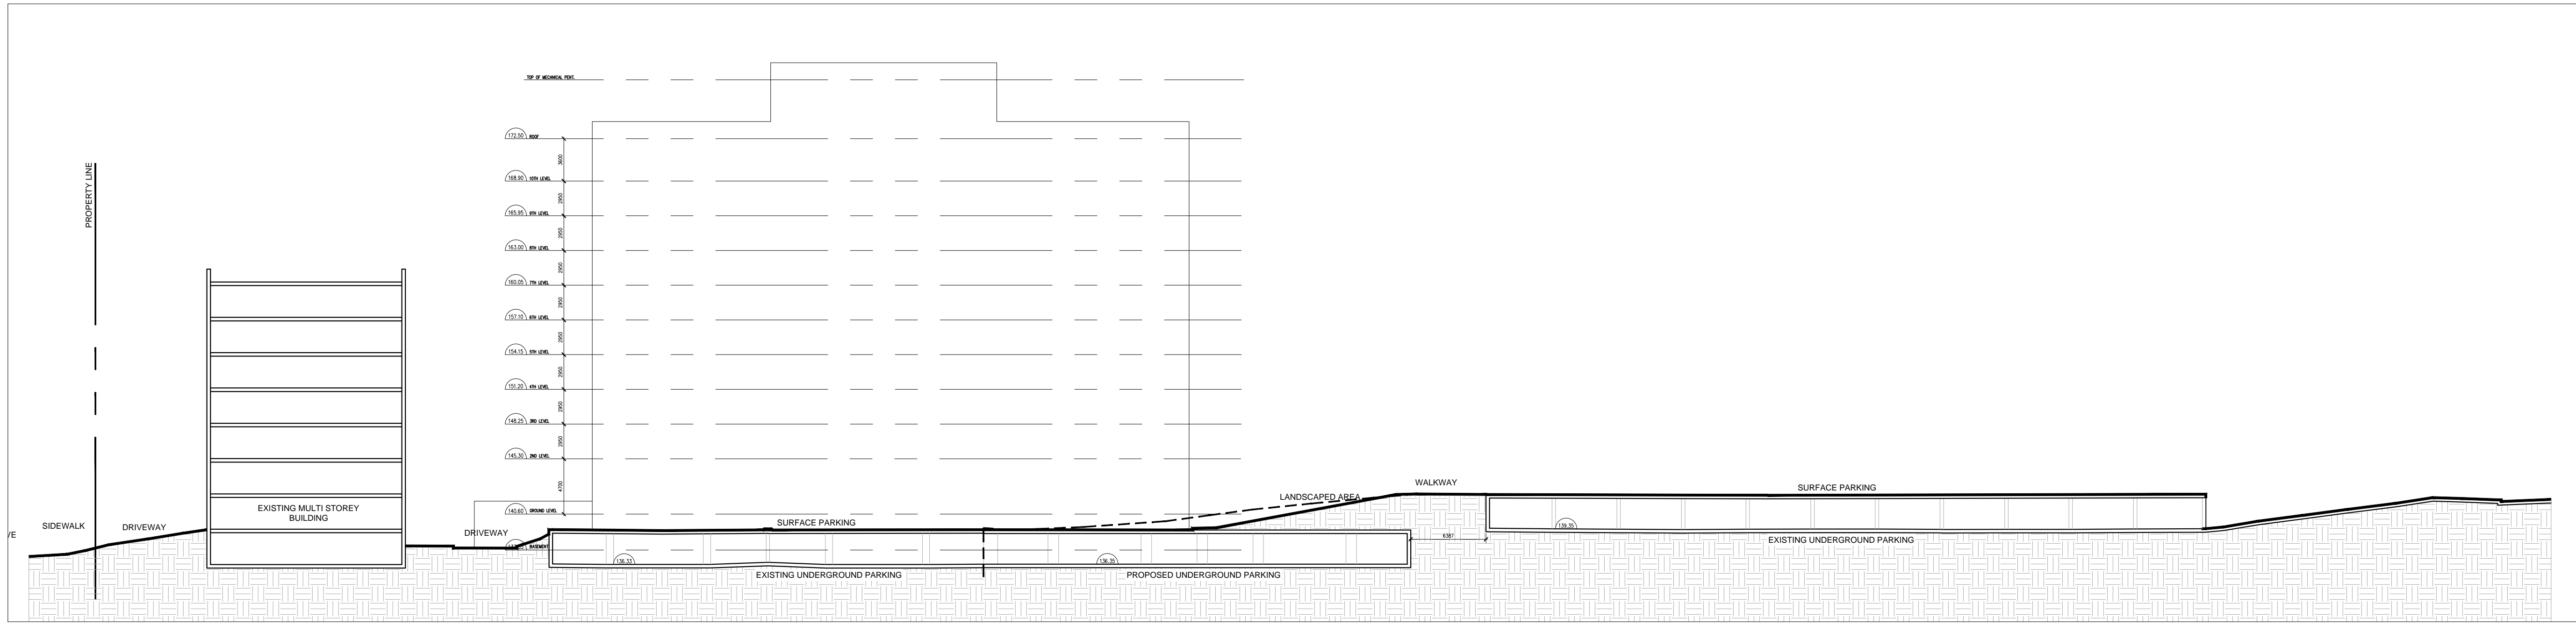 TOP OF MECHANICAL PENT.
172.50 ROOF
3600
168.90 10TH LEVEL
2950
165.95 9TH LEVEL
2950
163.00 8TH LEVEL
2950
160.05 7TH LEVEL
2950
157.10 6TH LEVEL
2950
154.15 5TH LEVEL
2950
151.20 4TH LEVEL
2950
148.25 3RD LEVEL
2950
145.30 2ND LEVEL
4700
140.60 GROUND LEVEL
BASEMENT
PROPERTY LINE
VE
SIDEWALK
DRIVEWAY
EXISTING MULTI STOREY
BUILDING
DRIVEWAY
SURFACE PARKING
136.33
136.35
EXISTING UNDERGROUND PARKING
PROPOSED UNDERGROUND PARKING
LANDSCAPED AREA
WALKWAY
6387
SURFACE PARKING
139.35
EXISTING UNDERGROUND PARKING